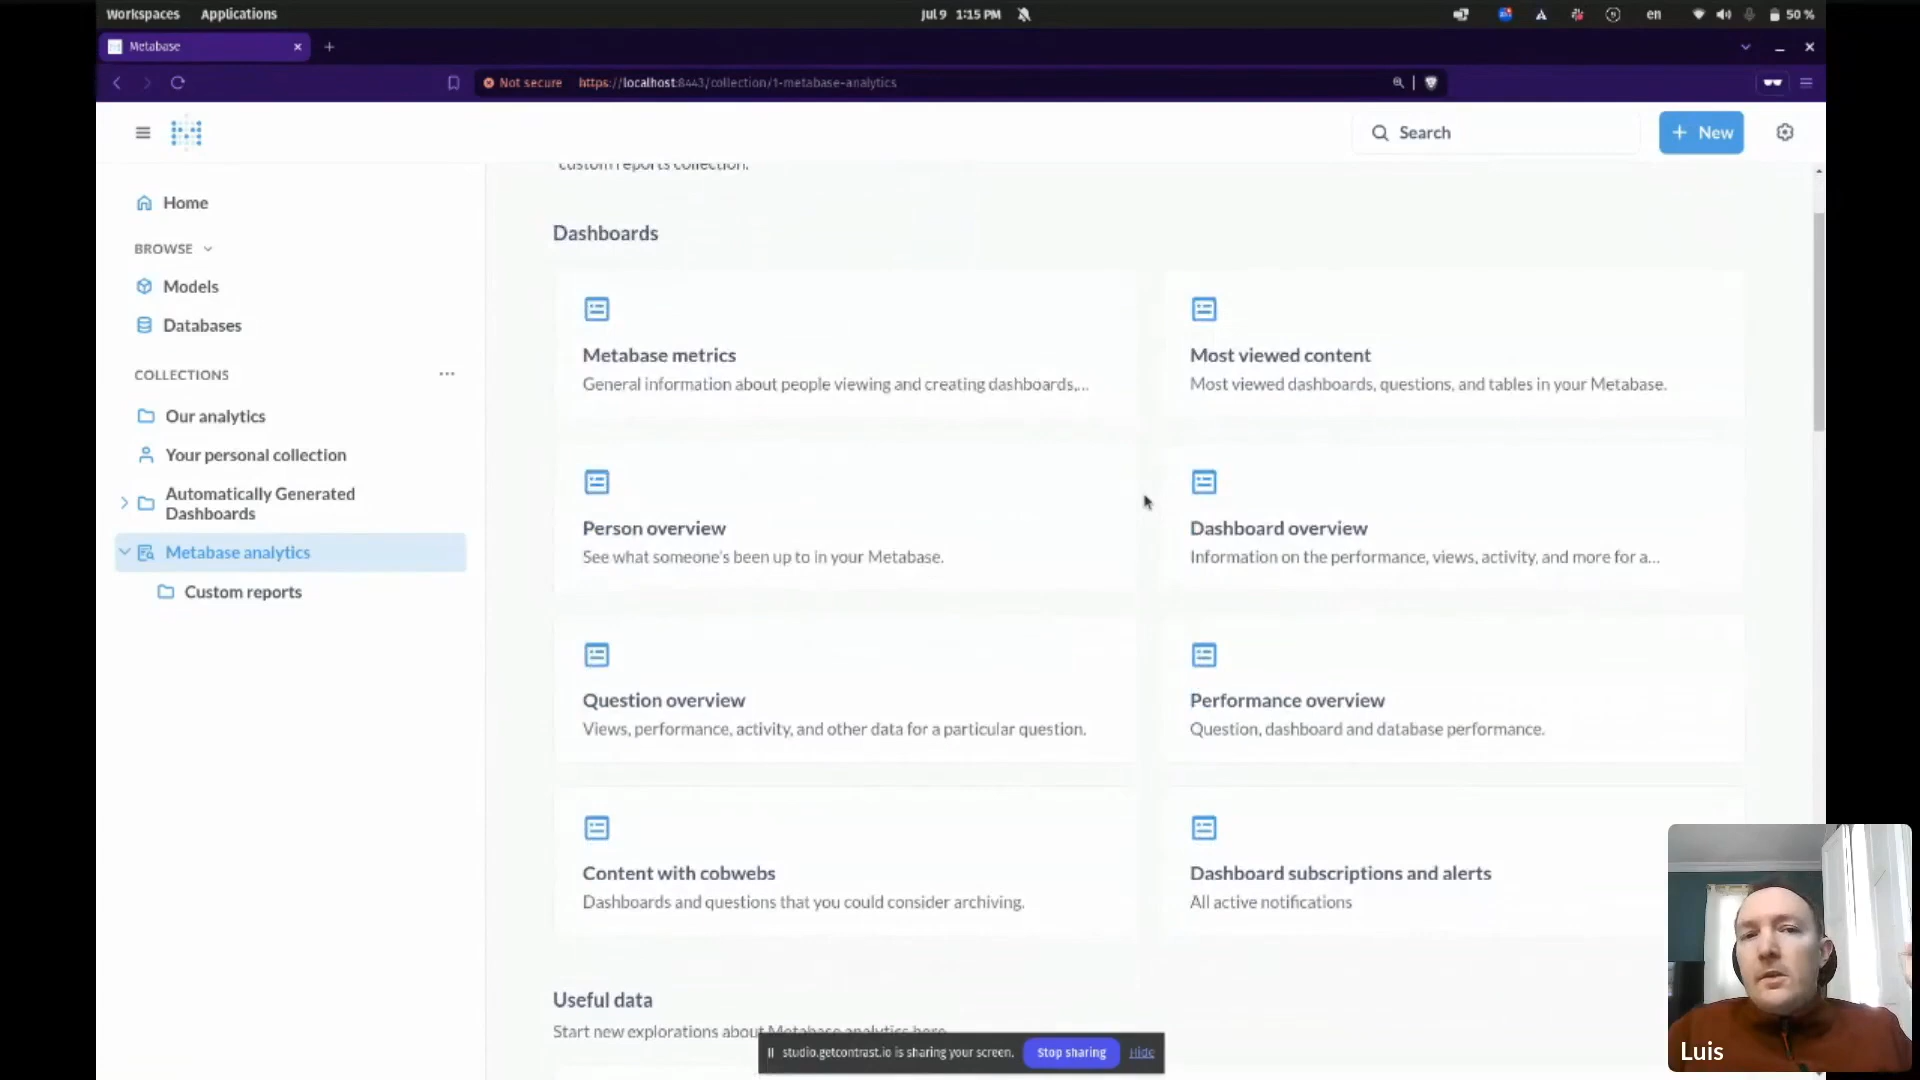 Workspaces
Applications
Jul 9 1:15 PM
en
50 %
Metabase
Not secure
https://localhost:8443/collection/1-metabase-analytics
Search
+ New
Home
BROWSE
Models
Databases
COLLECTIONS
Our analytics
Your personal collection
Automatically Generated
Dashboards
Metabase analytics
Custom reports
custom reports collection.
Dashboards
Metabase metrics
General information about people viewing and creating dashboards,...
Most viewed content
Most viewed dashboards, questions, and tables in your Metabase.
Person overview
See what someone's been up to in your Metabase.
Dashboard overview
Information on the performance, views, activity, and more for a...
Question overview
Views, performance, activity, and other data for a particular question.
Performance overview
Question, dashboard and database performance.
Content with cobwebs
Dashboards and questions that you could consider archiving.
Dashboard subscriptions and alerts
All active notifications
Useful data
Start new explorations about Metabase analytics here
studio.getcontrast.io is sharing your screen.
Stop sharing
Hide
Luis